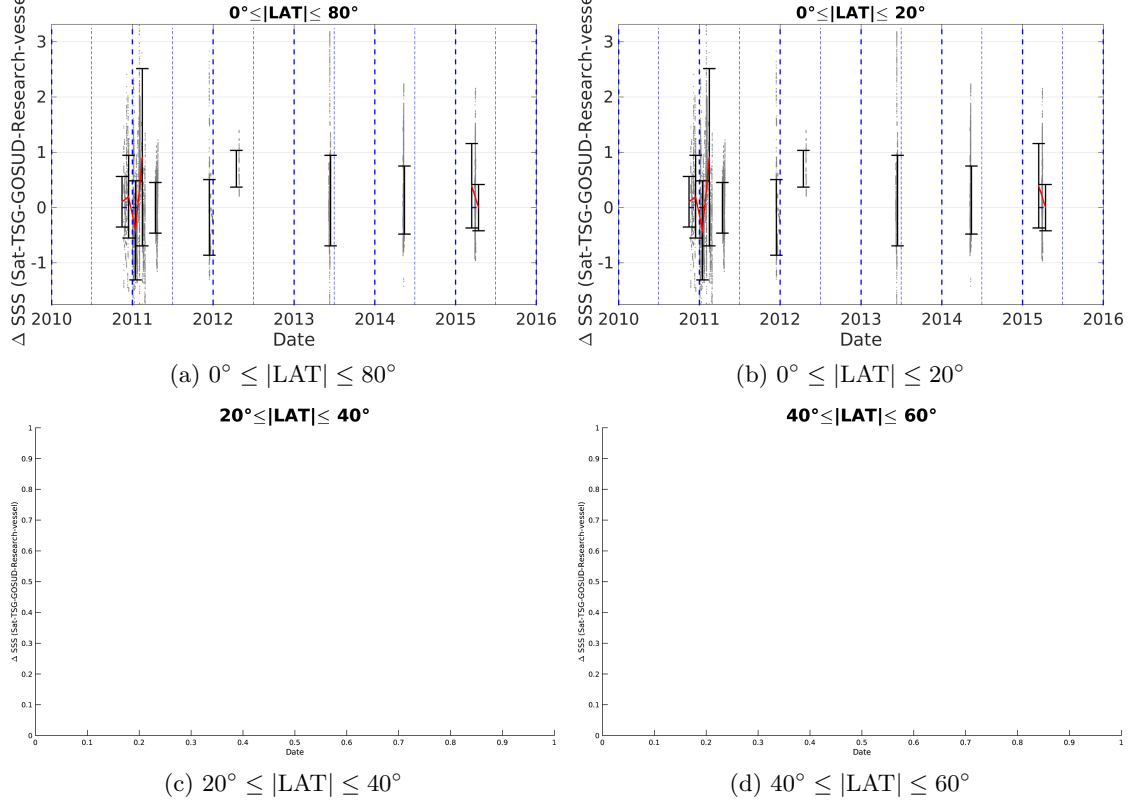 0°≤|LAT|≤ 80°
Δ SSS (Sat-TSG-GOSUD-Research-vesse
3
2
1
0
-1
2010 2011 2012 2013 2014 2015 2016
Date
(a) 0° ≤ |LAT| ≤ 80°
0°≤|LAT|≤ 20°
Δ SSS (Sat-TSG-GOSUD-Research-vesse
3
2
1
0
-1
2010 2011 2012 2013 2014 2015 2016
Date
(b) 0° ≤ |LAT| ≤ 20°
20°≤|LAT|≤ 40°
Δ SSS (Sat-TSG-GOSUD-Research-vessel)
1
0.9
0.8
0.7
0.6
0.5
0.4
0.3
0.2
0.1
0
0 0.1 0.2 0.3 0.4 0.5 0.6 0.7 0.8 0.9 1
Date
(c) 20° ≤ |LAT| ≤ 40°
40°≤|LAT|≤ 60°
Δ SSS (Sat-TSG-GOSUD-Research-vessel)
1
0.9
0.8
0.7
0.6
0.5
0.4
0.3
0.2
0.1
0
0 0.1 0.2 0.3 0.4 0.5 0.6 0.7 0.8 0.9 1
Date
(d) 40° ≤ |LAT| ≤ 60°